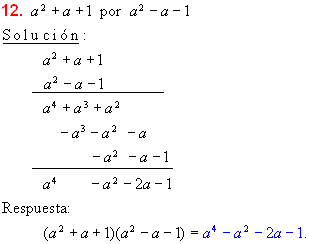 12. a² + a + 1 por a² − a − 1
Solución:
a² + a + 1
a² − a − 1
a⁴ + a³ + a²
− a³ − a² − a
− a² − a − 1
a⁴ − a² − 2a − 1
Respuesta:
(a² + a + 1)(a² − a − 1) = a⁴ − a² − 2a − 1.